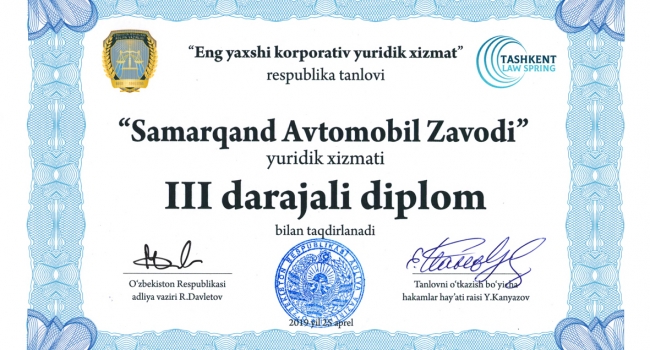 “Eng yaxshi korporativ yuridik xizmat”
respublika tanlovi
TASHKENT
LAW SPRING
“Samarqand Avtomobil Zavodi”
yuridik xizmati
III darajali diplom
bilan taqdirlanadi
O'zbekiston Respublikasi
adliya vaziri R.Davletov
Tanlovni o'tkazish bo'yicha
hakamlar hay'ati raisi Y.Kanyazov
2019 yil 25 aprel